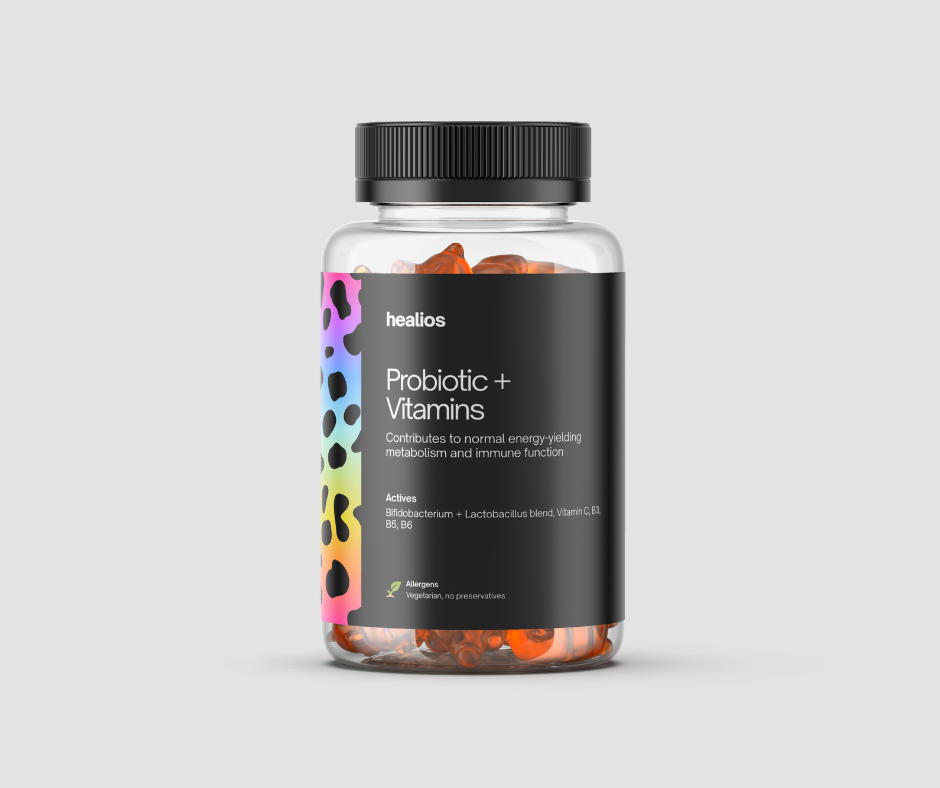 healios
Probiotic +
Vitamins
Contributes to normal energy-yielding
metabolism and immune function
Actives
Bifidobacterium + Lactobacillus blend, Vitamin C, B3,
B5, B6
Allergens
Vegetarian, no preservatives